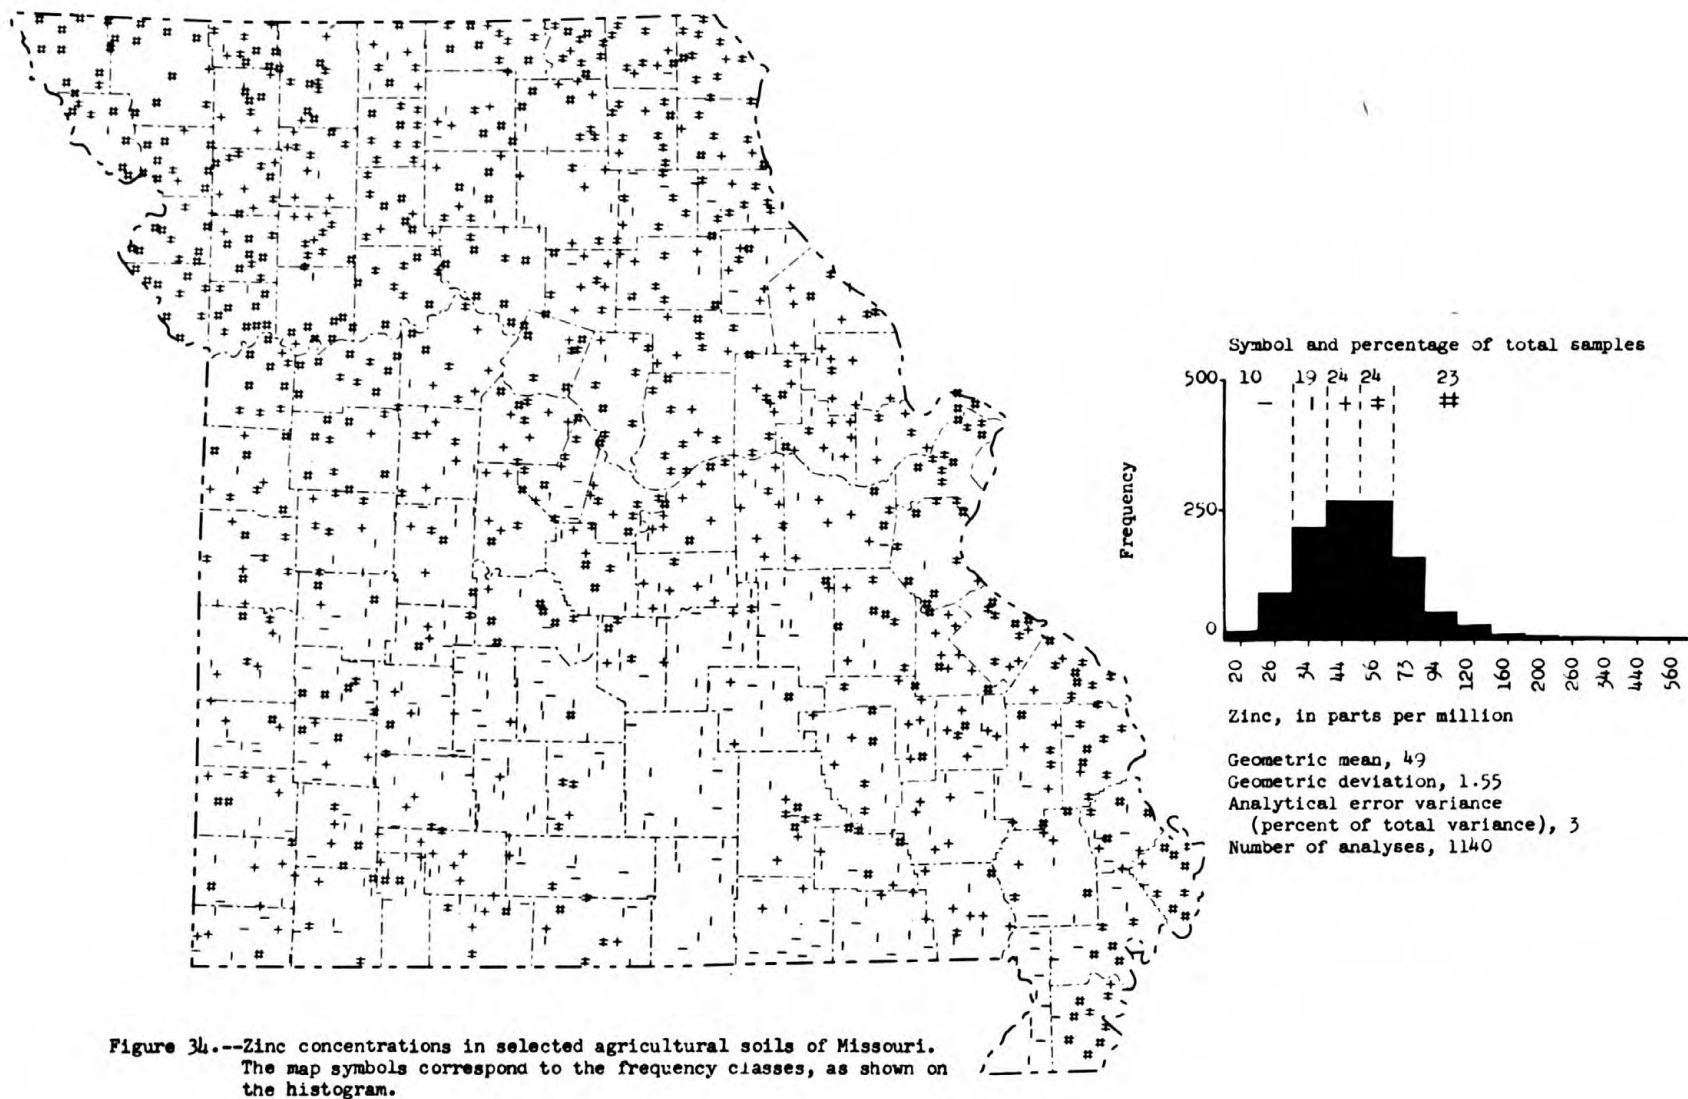 Symbol and percentage of total samples
10 19 24 24 23
− | + ‡ ⌗
500
250
0
Frequency
20 26 34 44 56 73 94 120 160 200 260 340 440 560
Zinc, in parts per million
Geometric mean, 49
Geometric deviation, 1.55
Analytical error variance
(percent of total variance), 3
Number of analyses, 1140
Figure 34.--Zinc concentrations in selected agricultural soils of Missouri.
The map symbols correspond to the frequency classes, as shown on
the histogram.